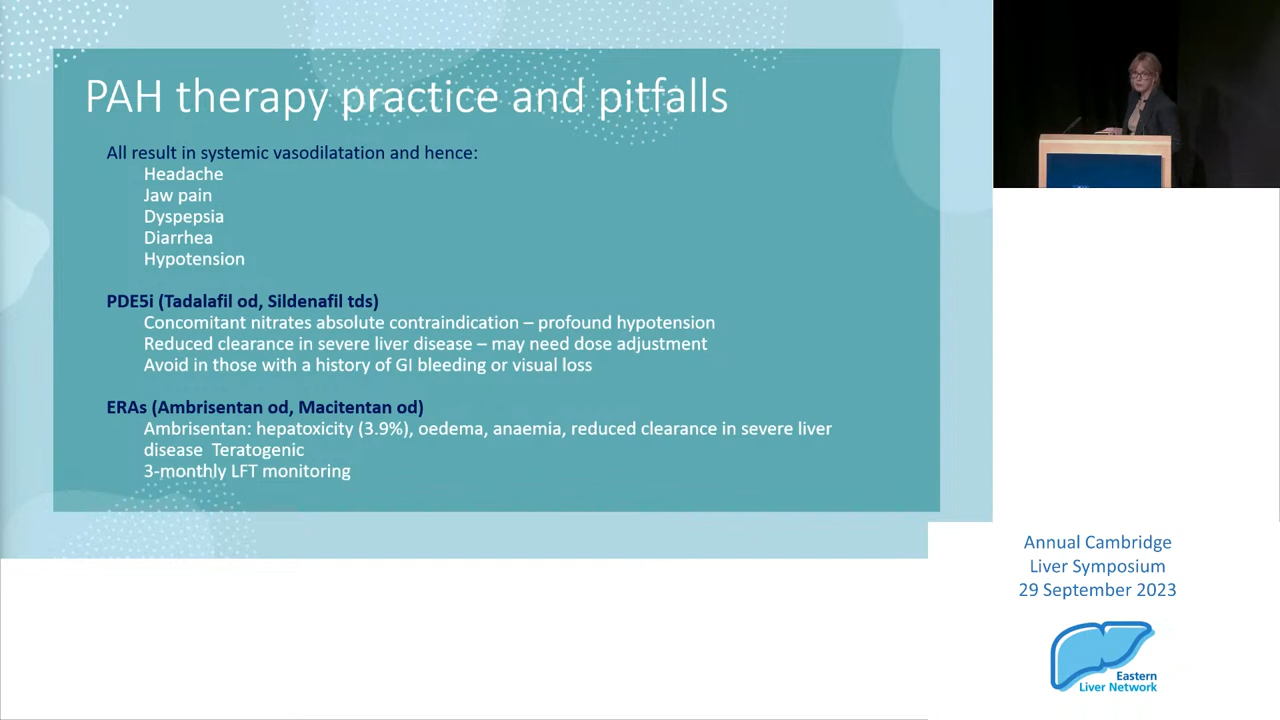 PAH therapy practice and pitfalls
All result in systemic vasodilatation and hence:
Headache
Jaw pain
Dyspepsia
Diarrhea
Hypotension
PDE5i (Tadalafil od, Sildenafil tds)
Concomitant nitrates absolute contraindication – profound hypotension
Reduced clearance in severe liver disease – may need dose adjustment
Avoid in those with a history of GI bleeding or visual loss
ERAs (Ambrisentan od, Macitentan od)
Ambrisentan: hepatotoxicity (3.9%), oedema, anaemia, reduced clearance in severe liver
disease Teratogenic
3-monthly LFT monitoring
Annual Cambridge
Liver Symposium
29 September 2023
Eastern
Liver Network